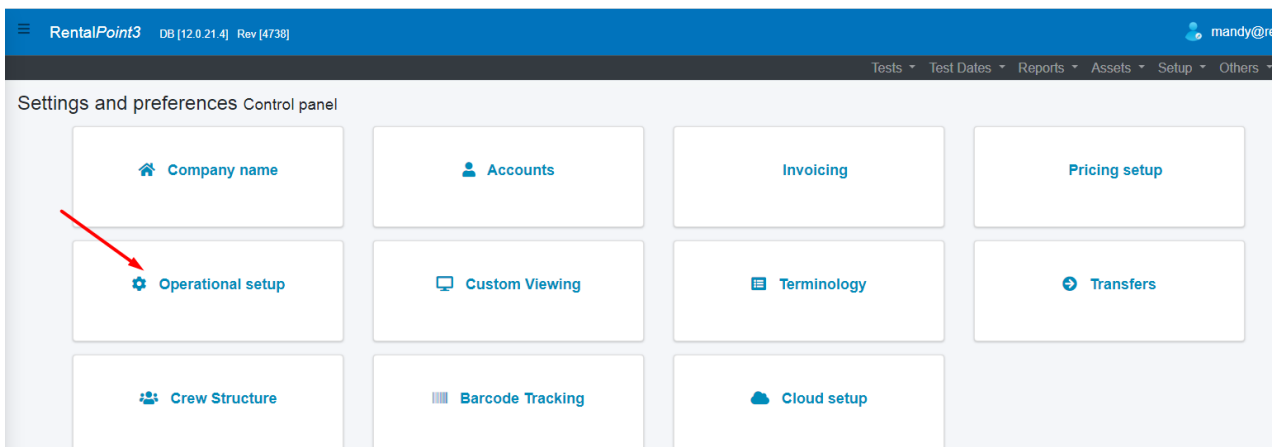 RentalPoint3 DB [12.0.21.4] Rev [4738] mandy@re
Tests Test Dates Reports Assets Setup Others
Settings and preferences Control panel
Company name Accounts Invoicing Pricing setup
Operational setup Custom Viewing Terminology Transfers
Crew Structure Barcode Tracking Cloud setup